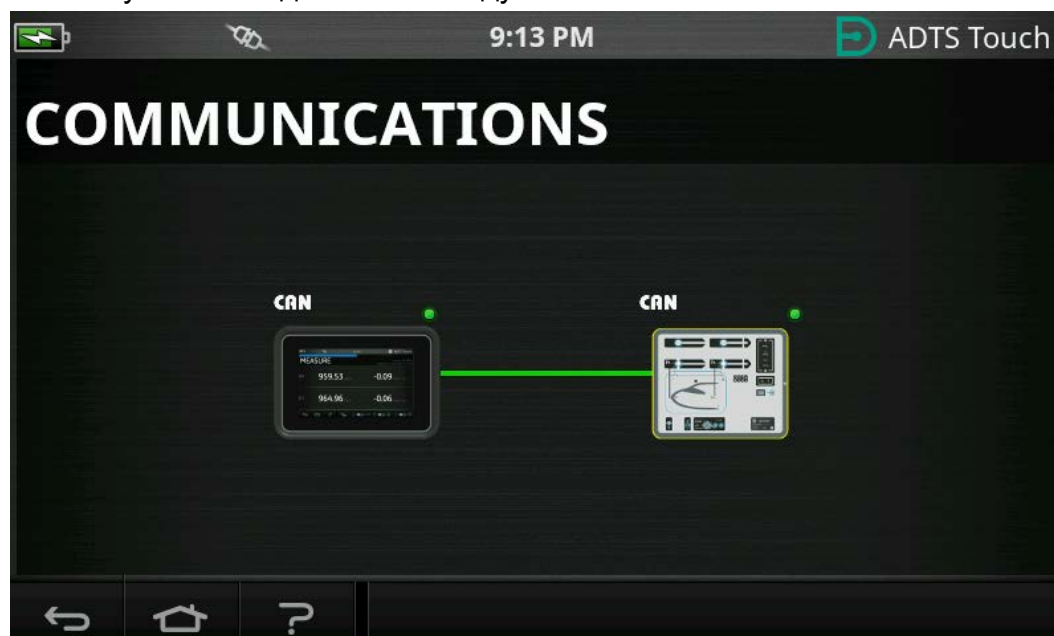 9:13 PM
ADTS Touch
COMMUNICATIONS
CAN
CAN
MEASURE
959.53
-0.09
964.96
-0.06